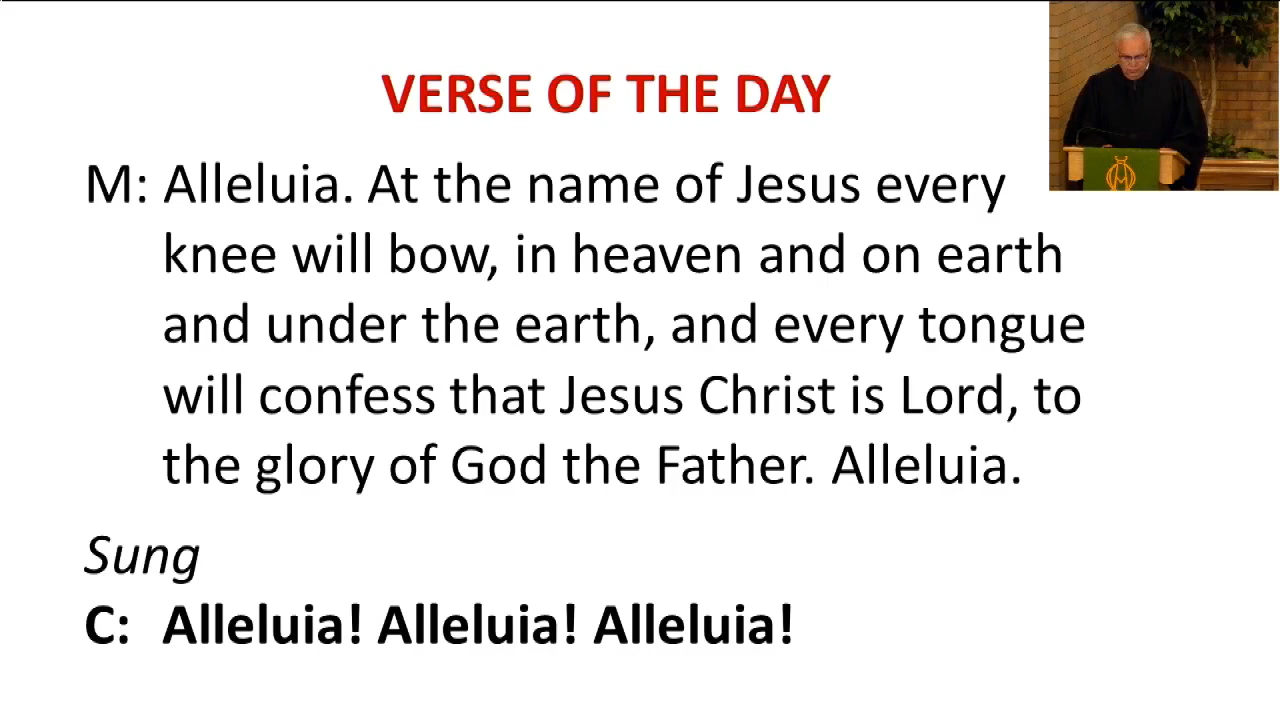 VERSE OF THE DAY
M: Alleluia. At the name of Jesus every
knee will bow, in heaven and on earth
and under the earth, and every tongue
will confess that Jesus Christ is Lord, to
the glory of God the Father. Alleluia.
Sung
C: Alleluia! Alleluia! Alleluia!